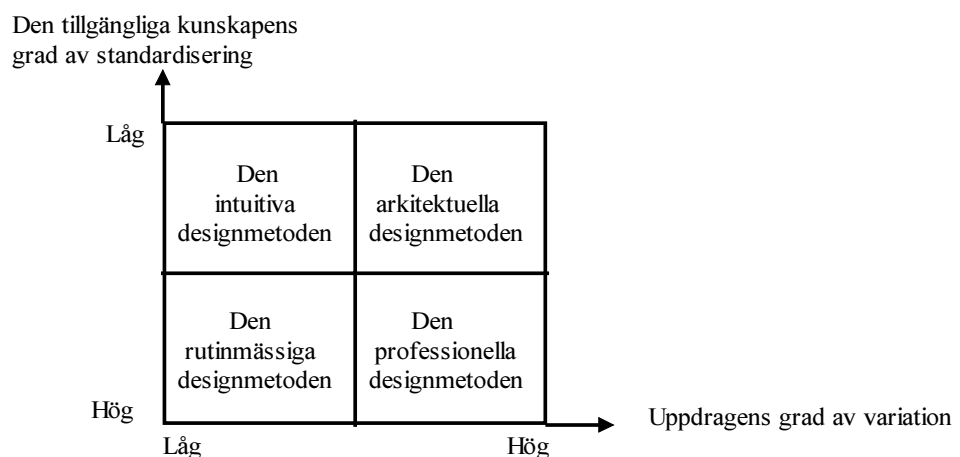 Den tillgängliga kunskapens
grad av standardisering
Låg
Den
intuitiva
designmetoden
Den
arkitektuella
designmetoden
Den
rutinmässiga
designmetoden
Den
professionella
designmetoden
Hög
Låg
Hög
Uppdragens grad av variation